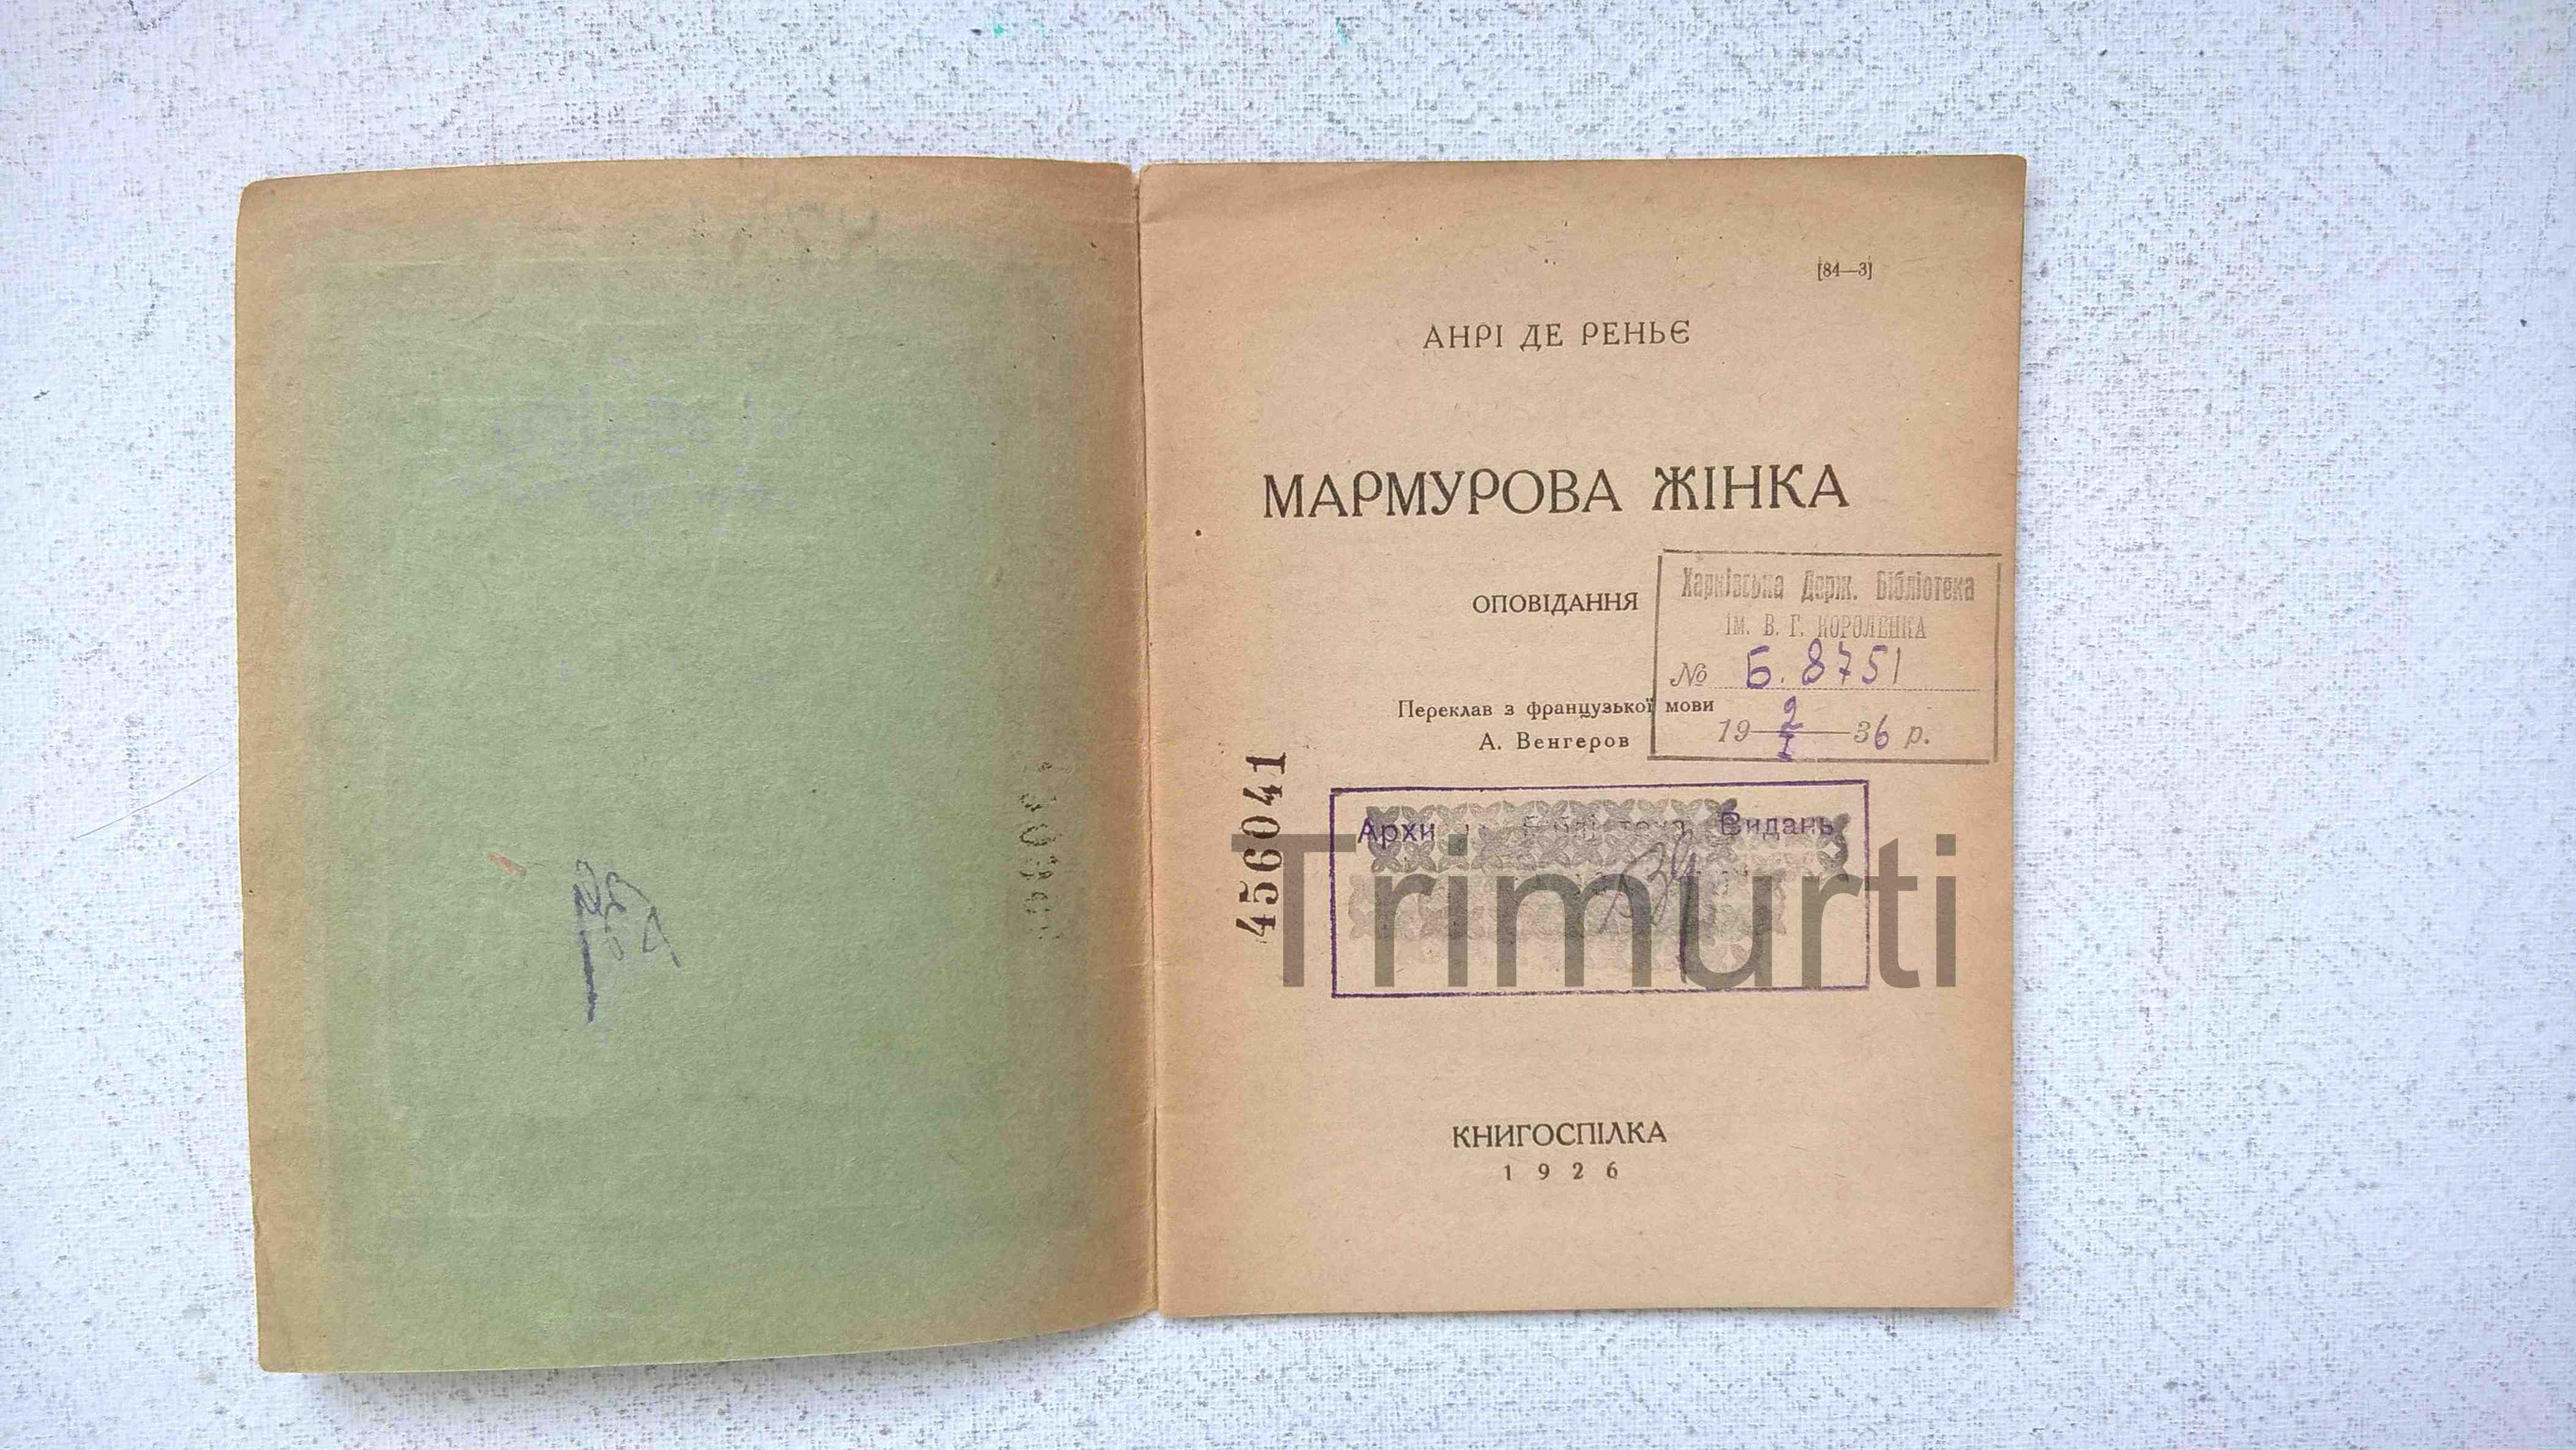 [84—3]
АНРІ ДЕ РЕНЬЄ
МАРМУРОВА ЖІНКА
ОПОВІДАННЯ
Харківська Держ. Бібліотека
ім. В. Г. КОРОЛЕНКА
№ Б. 8751
19 2/I 36 р.
Переклав з французької мови
А. Венгеров
456041
Видань
Trimurti
КНИГОСПІЛКА
1926